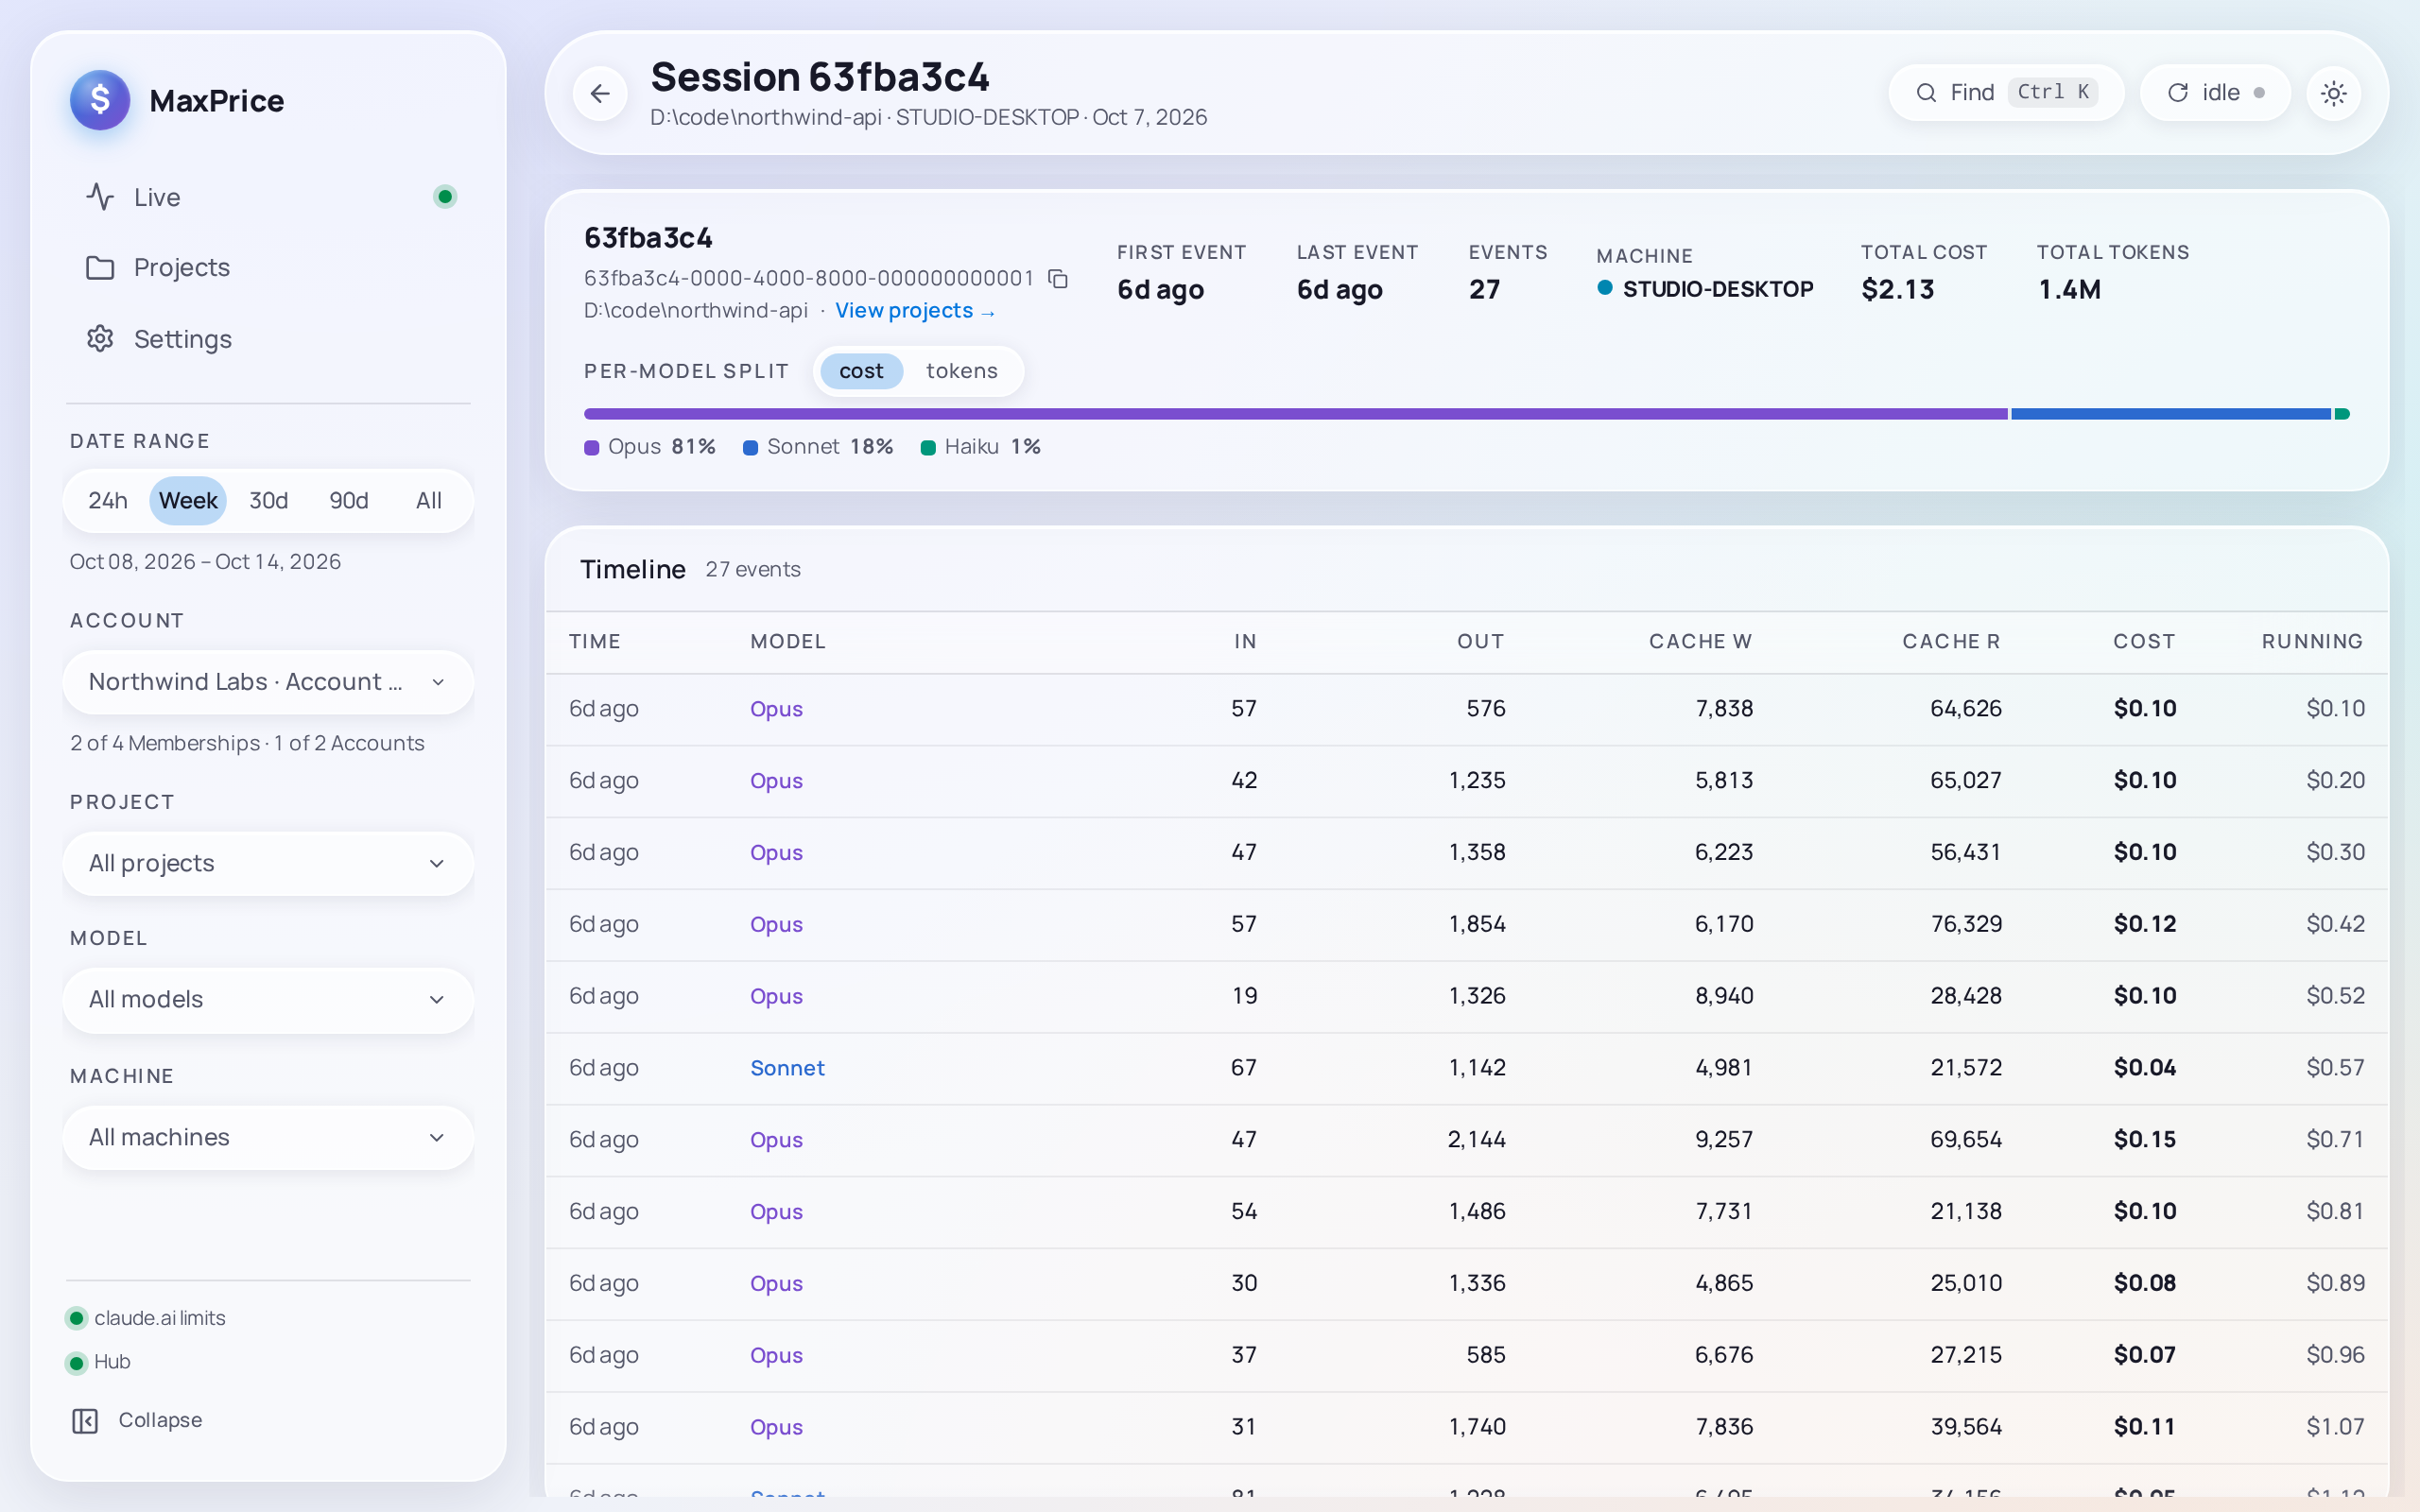 MaxPrice
Live
Projects
Settings
DATE RANGE
24h Week 30d 90d All
Oct 08, 2026 – Oct 14, 2026
ACCOUNT
Northwind Labs · Account ...
2 of 4 Memberships · 1 of 2 Accounts
PROJECT
All projects
MODEL
All models
MACHINE
All machines
claude.ai limits
Hub
Collapse
Session 63fba3c4
D:\code\northwind-api · STUDIO-DESKTOP · Oct 7, 2026
Find Ctrl K idle
63fba3c4
63fba3c4-0000-4000-8000-000000000001
D:\code\northwind-api · View projects →
FIRST EVENT LAST EVENT EVENTS MACHINE TOTAL COST TOTAL TOKENS
6d ago 6d ago 27 STUDIO-DESKTOP $2.13 1.4M
PER-MODEL SPLIT cost tokens
Opus 81% Sonnet 18% Haiku 1%
Timeline 27 events
TIME MODEL IN OUT CACHE W CACHE R COST RUNNING
6d ago Opus 57 576 7,838 64,626 $0.10 $0.10
6d ago Opus 42 1,235 5,813 65,027 $0.10 $0.20
6d ago Opus 47 1,358 6,223 56,431 $0.10 $0.30
6d ago Opus 57 1,854 6,170 76,329 $0.12 $0.42
6d ago Opus 19 1,326 8,940 28,428 $0.10 $0.52
6d ago Sonnet 67 1,142 4,981 21,572 $0.04 $0.57
6d ago Opus 47 2,144 9,257 69,654 $0.15 $0.71
6d ago Opus 54 1,486 7,731 21,138 $0.10 $0.81
6d ago Opus 30 1,336 4,865 25,010 $0.08 $0.89
6d ago Opus 37 585 6,676 27,215 $0.07 $0.96
6d ago Opus 31 1,740 7,836 39,564 $0.11 $1.07
6d ago Sonnet